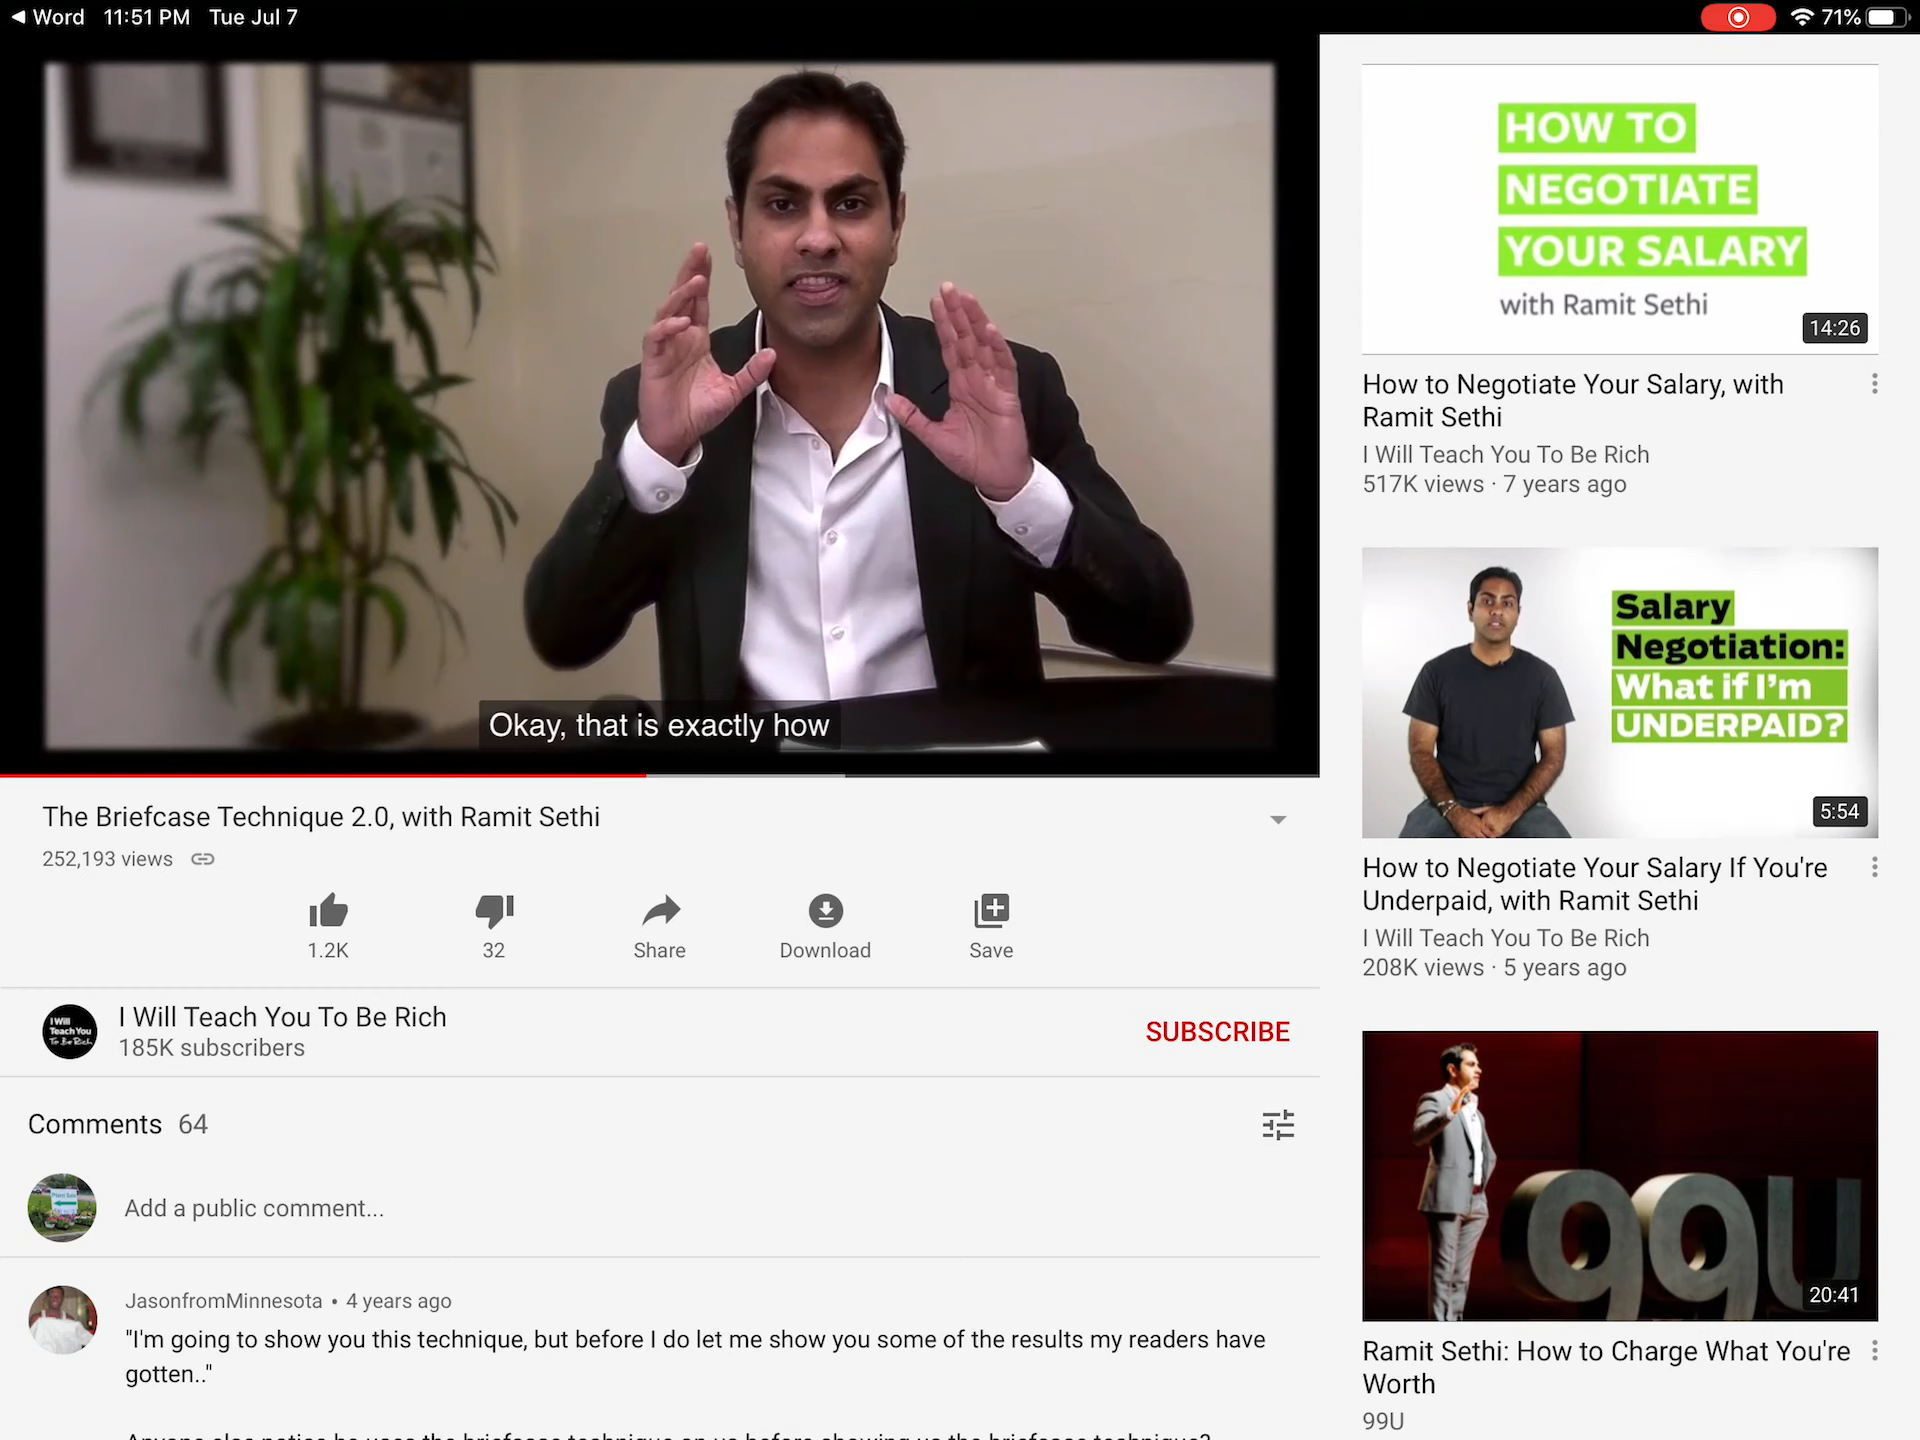 Word 11:51 PM Tue Jul 7
71%
Okay, that is exactly how
The Briefcase Technique 2.0, with Ramit Sethi
252,193 views
1.2K
32
Share
Download
Save
I Will
Teach You
To Be Rich
I Will Teach You To Be Rich
185K subscribers
SUBSCRIBE
Comments 64
Add a public comment...
JasonfromMinnesota • 4 years ago
"I'm going to show you this technique, but before I do let me show you some of the results my readers have
gotten.."
HOW TO
NEGOTIATE
YOUR SALARY
with Ramit Sethi
14:26
How to Negotiate Your Salary, with
Ramit Sethi
I Will Teach You To Be Rich
517K views · 7 years ago
Salary
Negotiation:
What if I'm
UNDERPAID?
5:54
How to Negotiate Your Salary If You're
Underpaid, with Ramit Sethi
I Will Teach You To Be Rich
208K views · 5 years ago
99U
20:41
Ramit Sethi: How to Charge What You're
Worth
99U